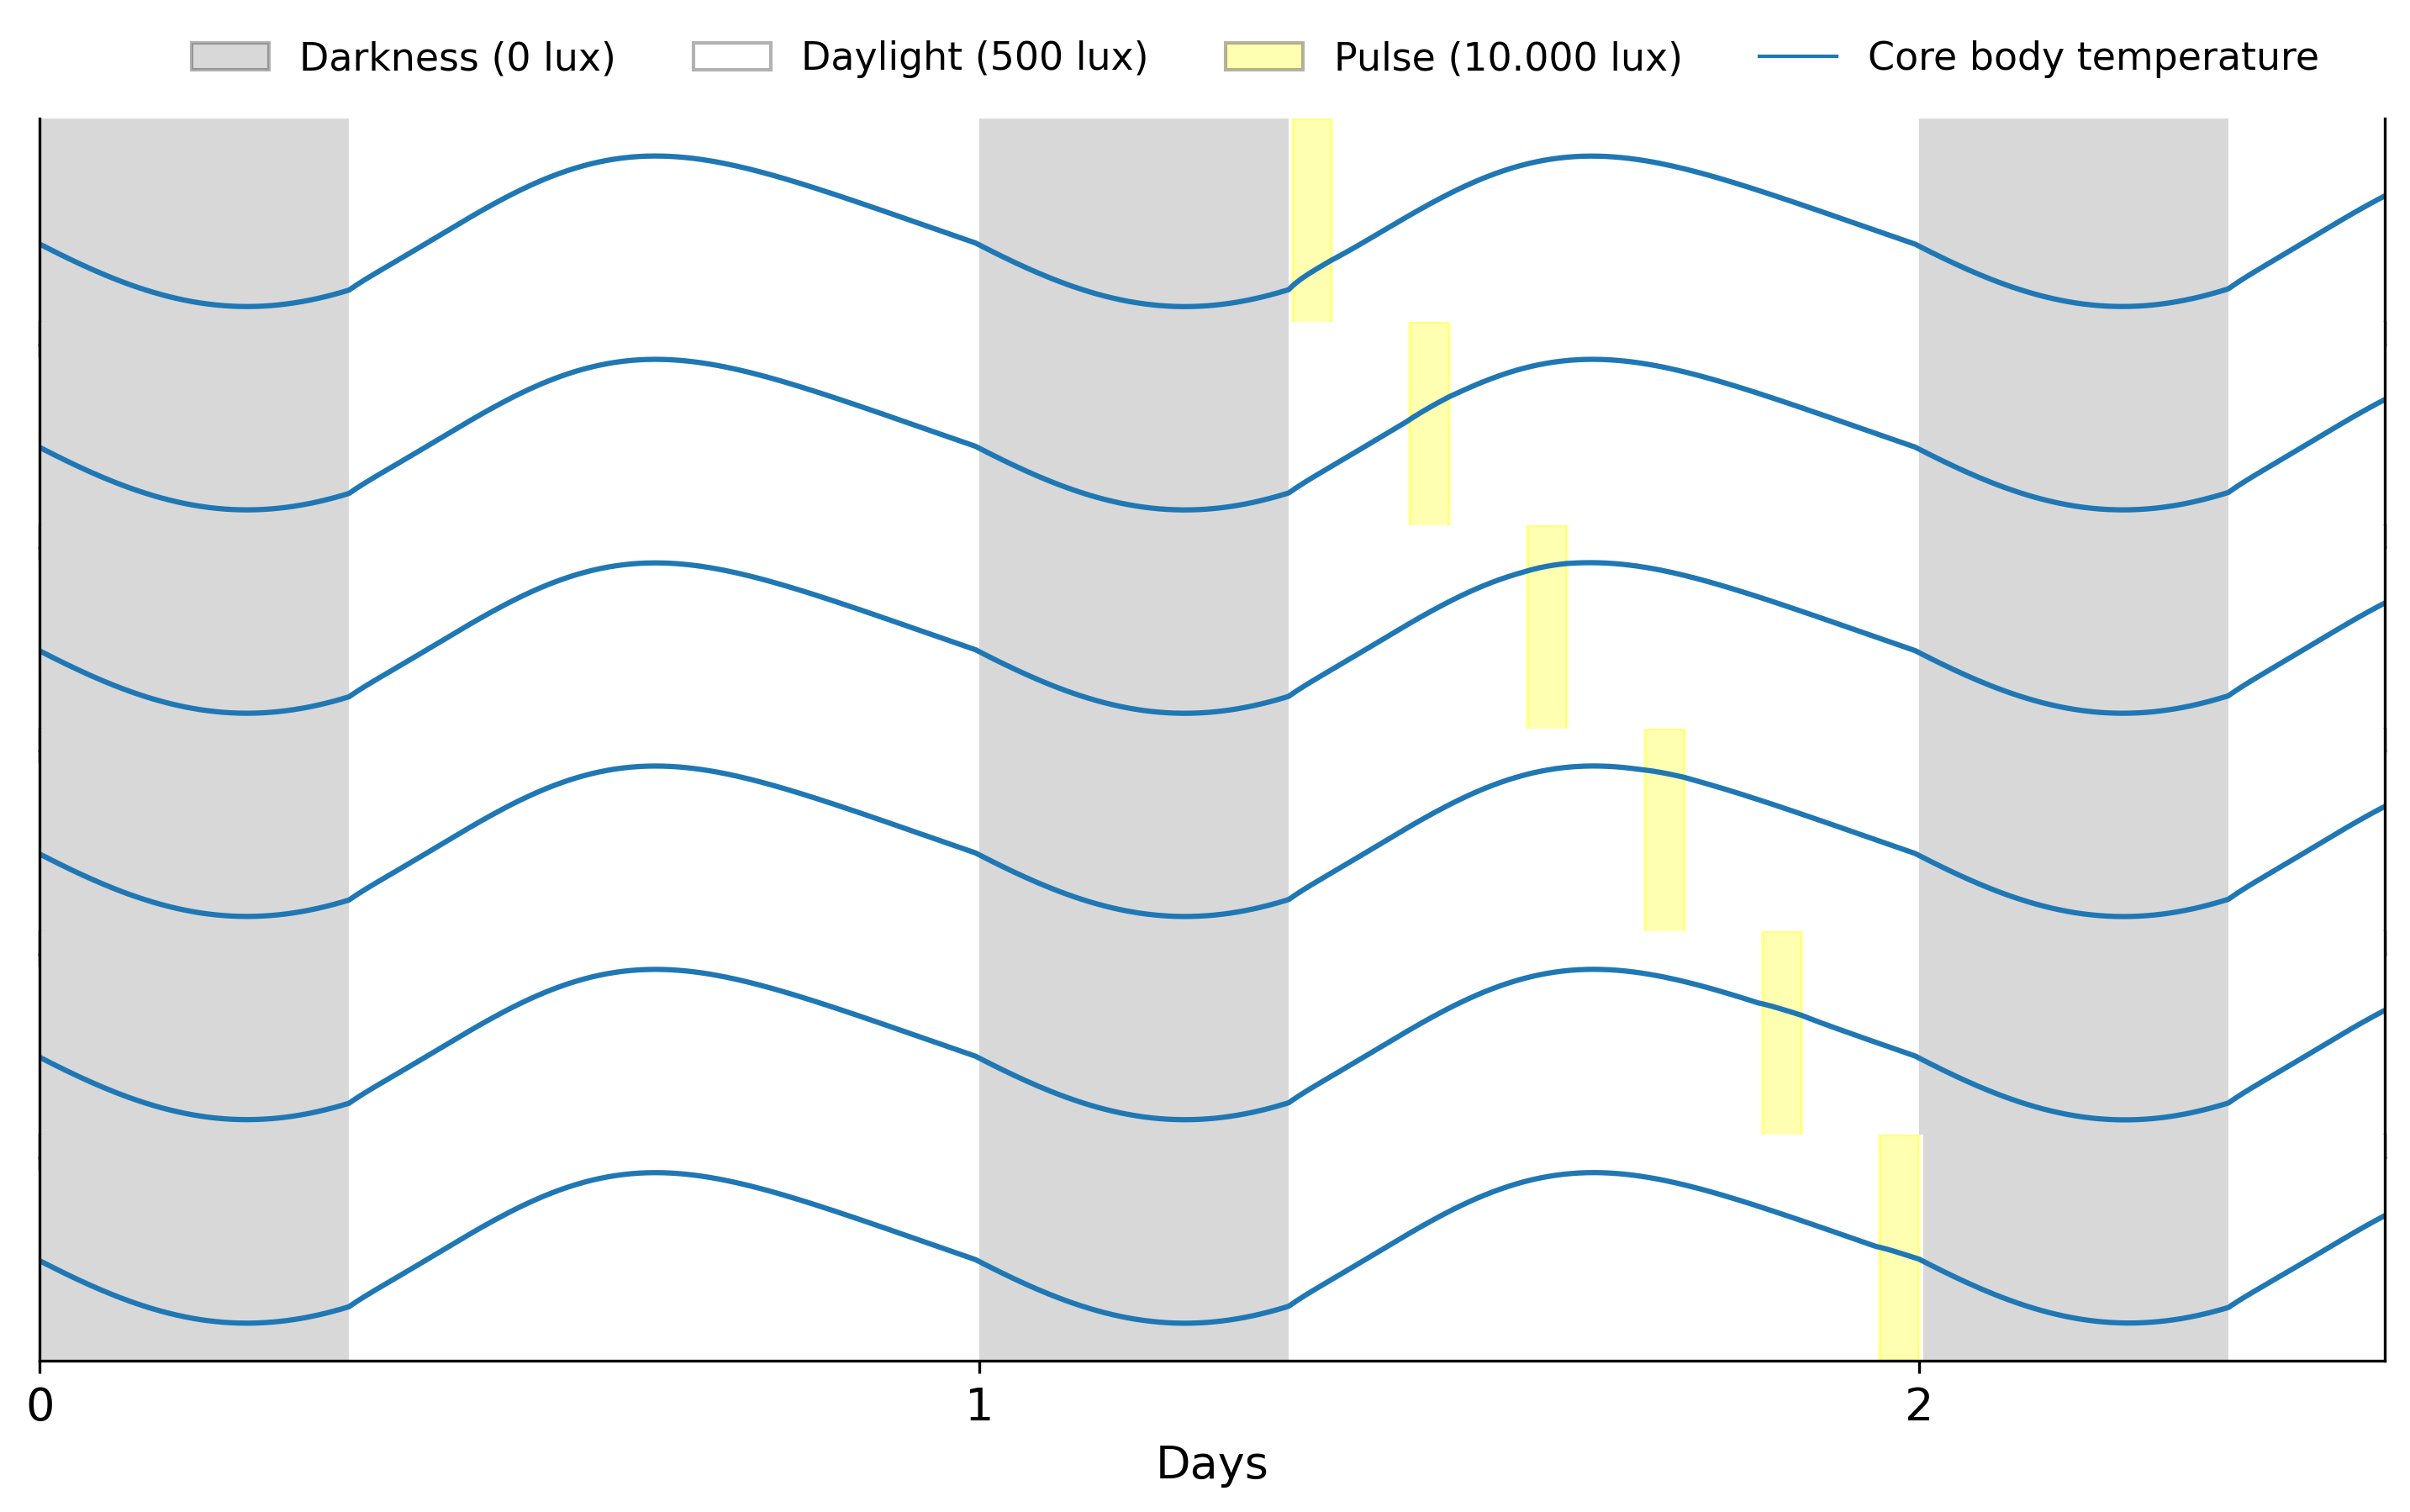 Darkness (0 lux) Daylight (500 lux) Pulse (10.000 lux) Core body temperature
0 1 2
Days